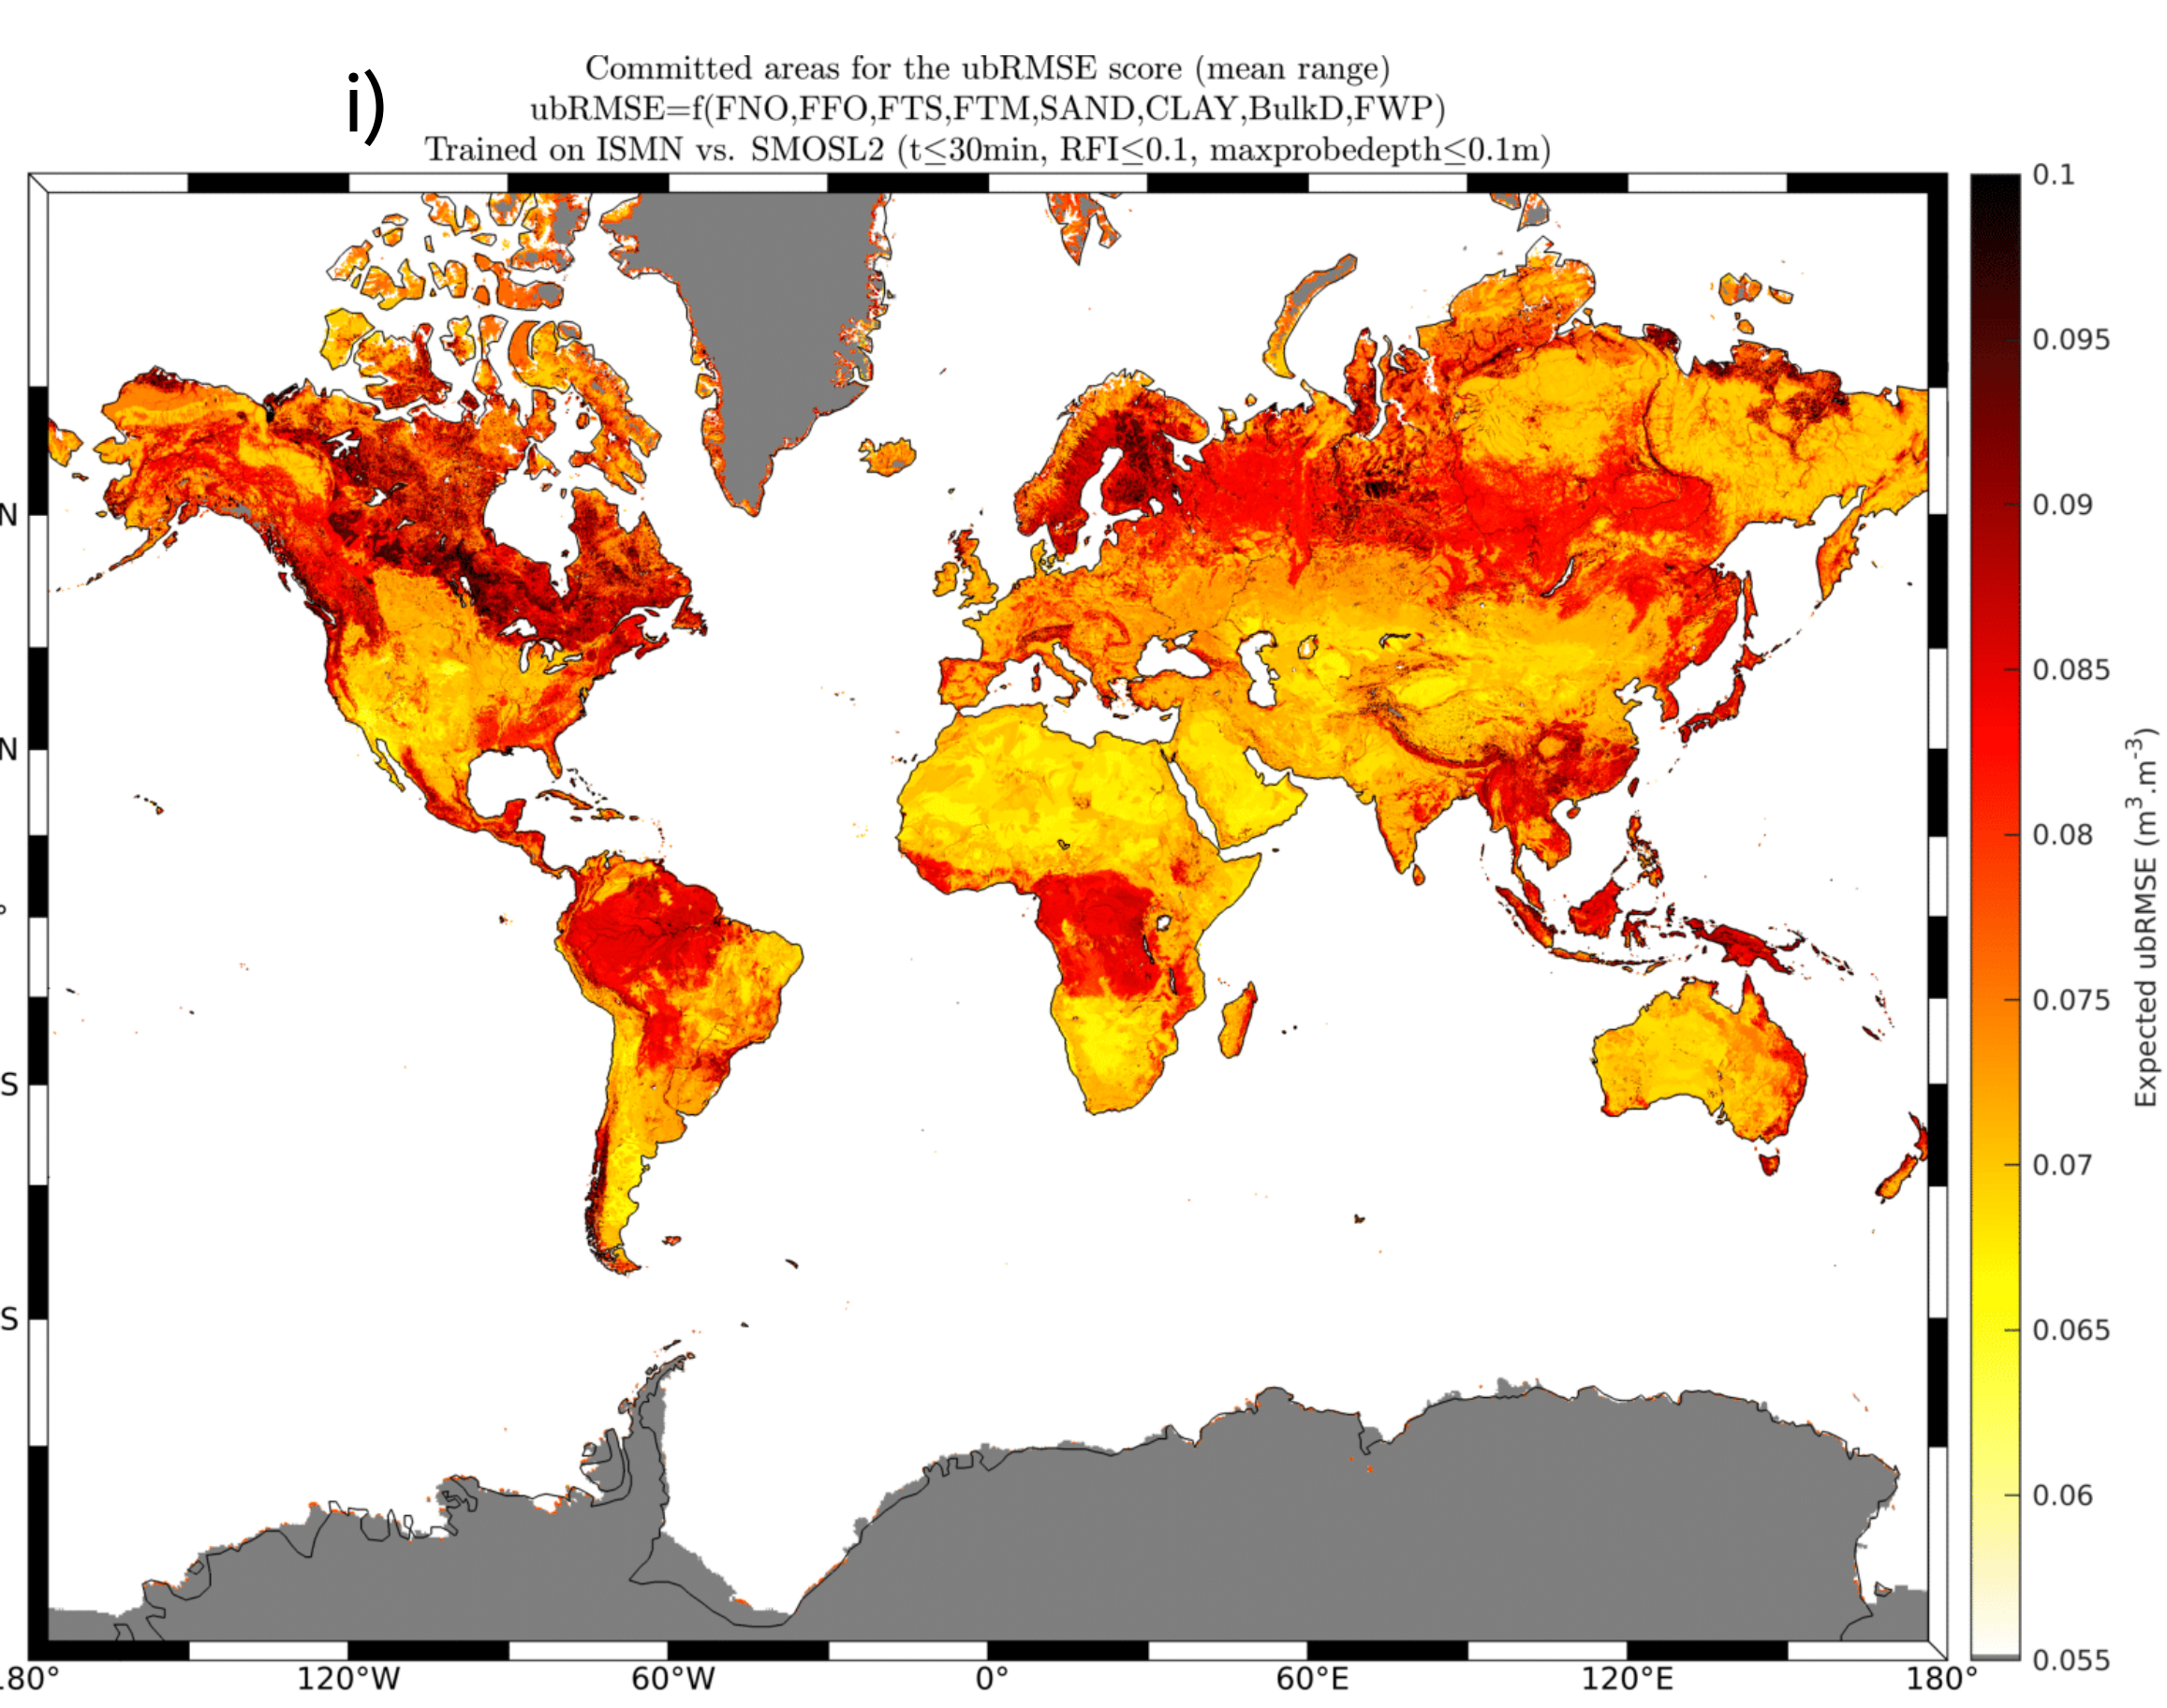 i)
Committed areas for the ubRMSE score (mean range)
ubRMSE=f(FNO,FFO,FTS,FTM,SAND,CLAY,BulkD,FWP)
Trained on ISMN vs. SMOSL2 (t≤30min, RFI≤0.1, maxprobedepth≤0.1m)
0.1
0.095
0.09
0.085
0.08
0.075
0.07
0.065
0.06
0.055
Expected ubRMSE (m³.m⁻³)
N
N
°
S
S
180°
120°W
60°W
0°
60°E
120°E
180°